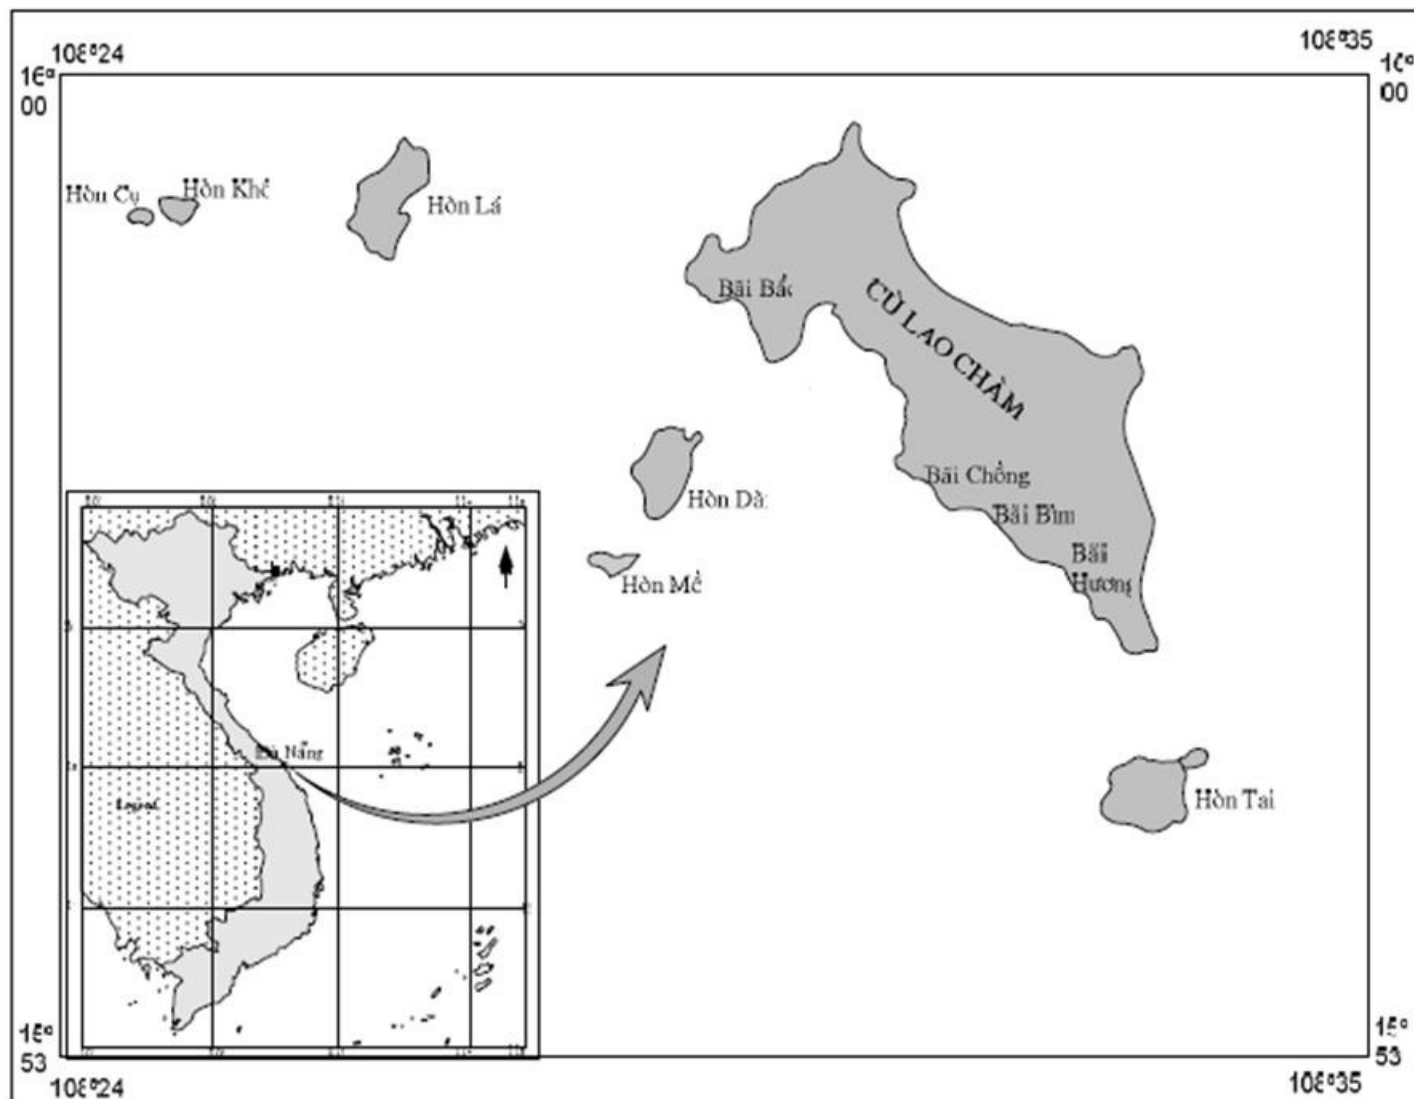 108°24
108°35
16°
00
16°
00
Hòn Cụ
Hòn Khô
Hòn Lá
Bãi Bắc
CÙ LAO CHÀM
Bãi Chồng
Hòn Dài
Bãi Bìm
Bãi
Hương
Hòn Mồ
Đà Nẵng
Hòn Tai
15°
53
15°
53
108°24
108°35